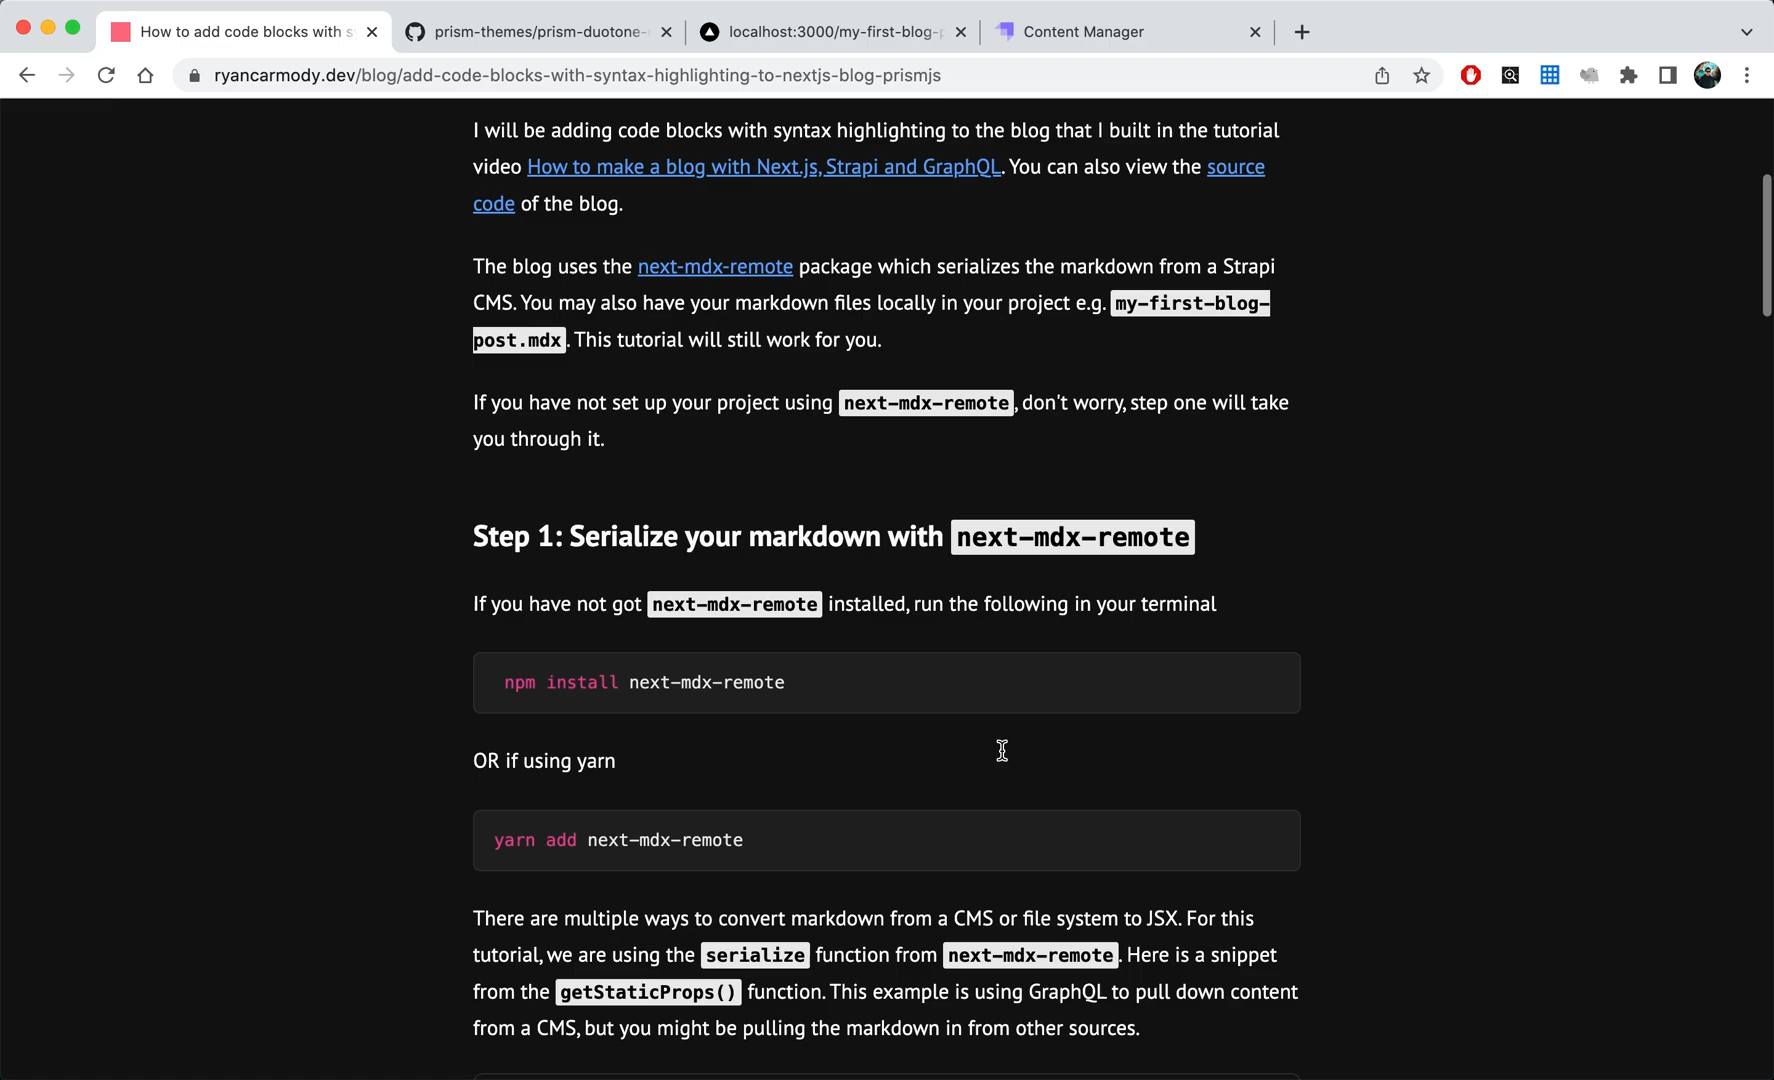 How to add code blocks with s
prism-themes/prism-duotone-
localhost:3000/my-first-blog-
Content Manager
ryancarmody.dev/blog/add-code-blocks-with-syntax-highlighting-to-nextjs-blog-prismjs
I will be adding code blocks with syntax highlighting to the blog that I built in the tutorial
video How to make a blog with Next.js, Strapi and GraphQL. You can also view the source
code of the blog.
The blog uses the next-mdx-remote package which serializes the markdown from a Strapi
CMS. You may also have your markdown files locally in your project e.g. my-first-blog-
post.mdx. This tutorial will still work for you.
If you have not set up your project using next-mdx-remote, don't worry, step one will take
you through it.
Step 1: Serialize your markdown with next-mdx-remote
If you have not got next-mdx-remote installed, run the following in your terminal
npm install next-mdx-remote
OR if using yarn
yarn add next-mdx-remote
There are multiple ways to convert markdown from a CMS or file system to JSX. For this
tutorial, we are using the serialize function from next-mdx-remote. Here is a snippet
from the getStaticProps() function. This example is using GraphQL to pull down content
from a CMS, but you might be pulling the markdown in from other sources.